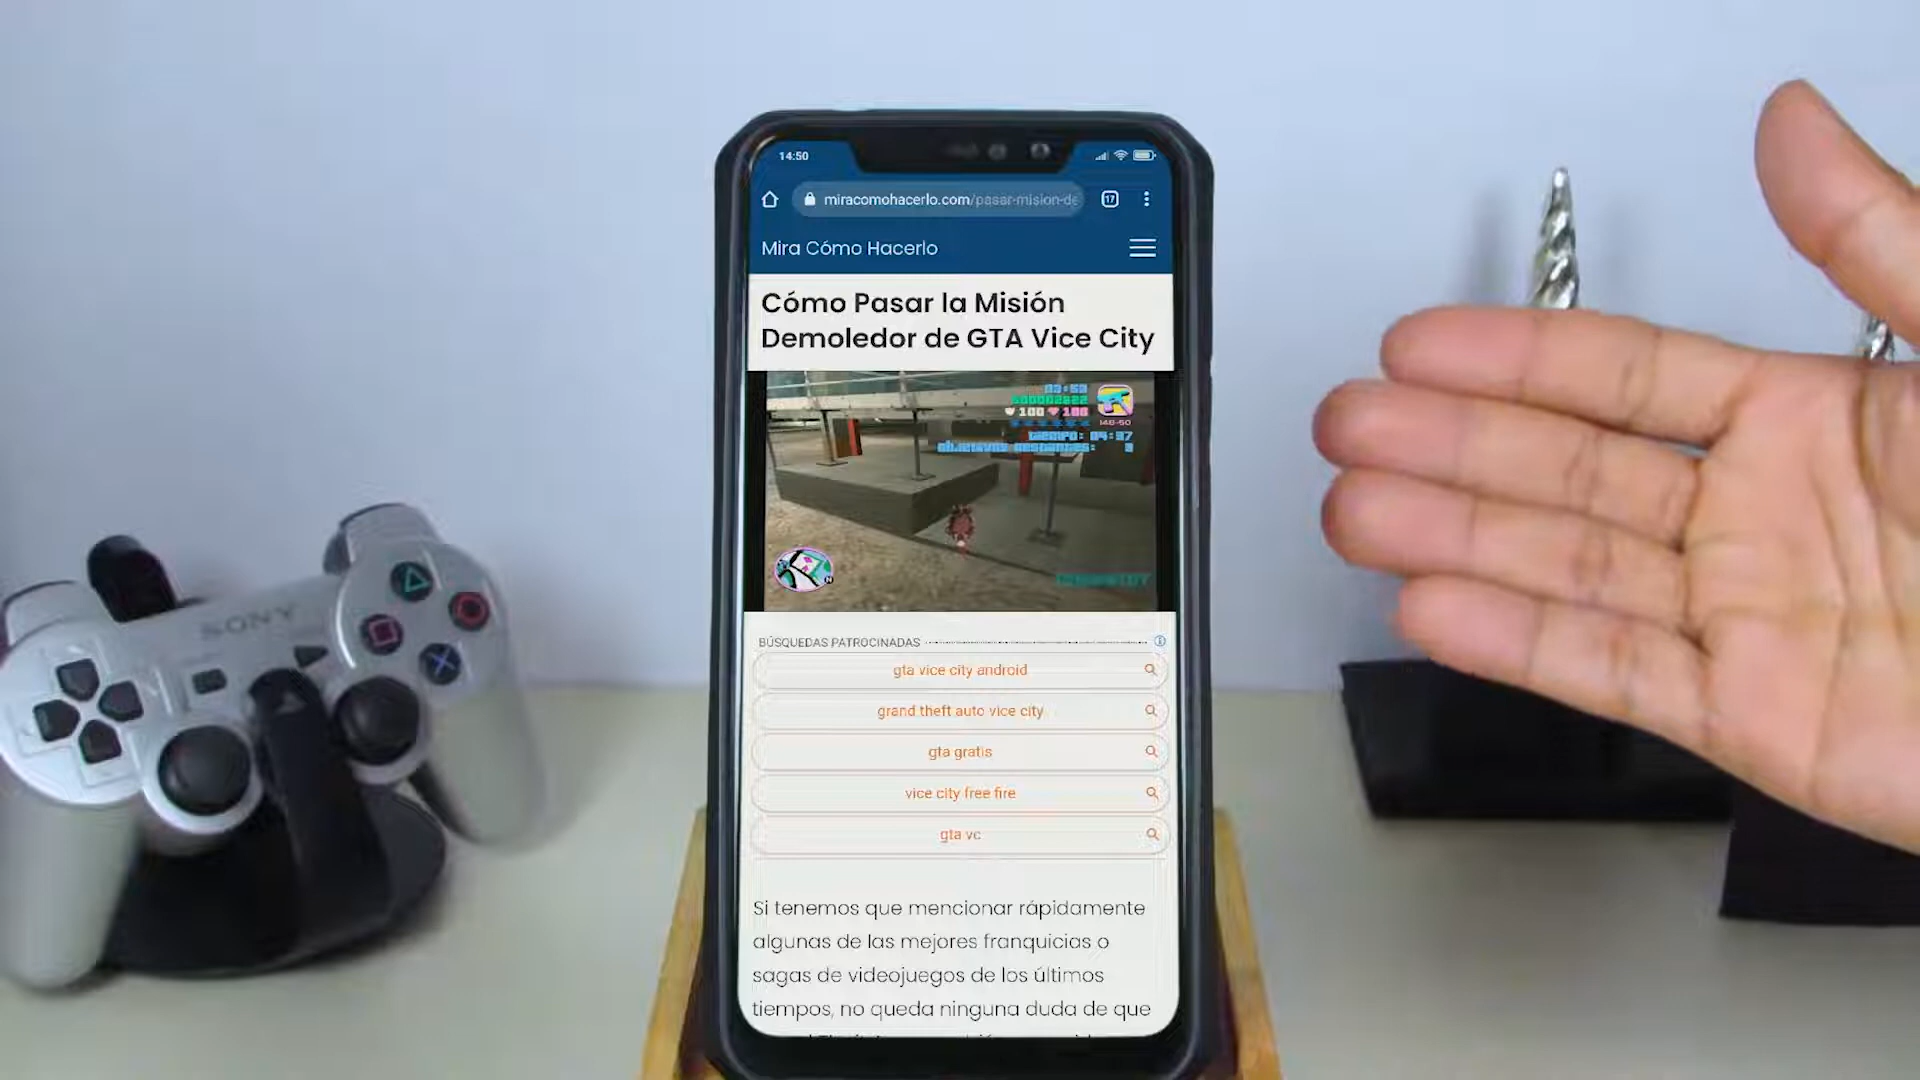 14:50
miracomohacerlo.com/pasar-mision-de
17
Mira Cómo Hacerlo
Cómo Pasar la Misión
Demoledor de GTA Vice City
100
SONY
BÚSQUEDAS PATROCINADAS
gta vice city android
grand theft auto vice city
gta gratis
vice city free fire
gta vc
Si tenemos que mencionar rápidamente
algunas de las mejores franquicias o
sagas de videojuegos de los últimos
tiempos, no queda ninguna duda de que